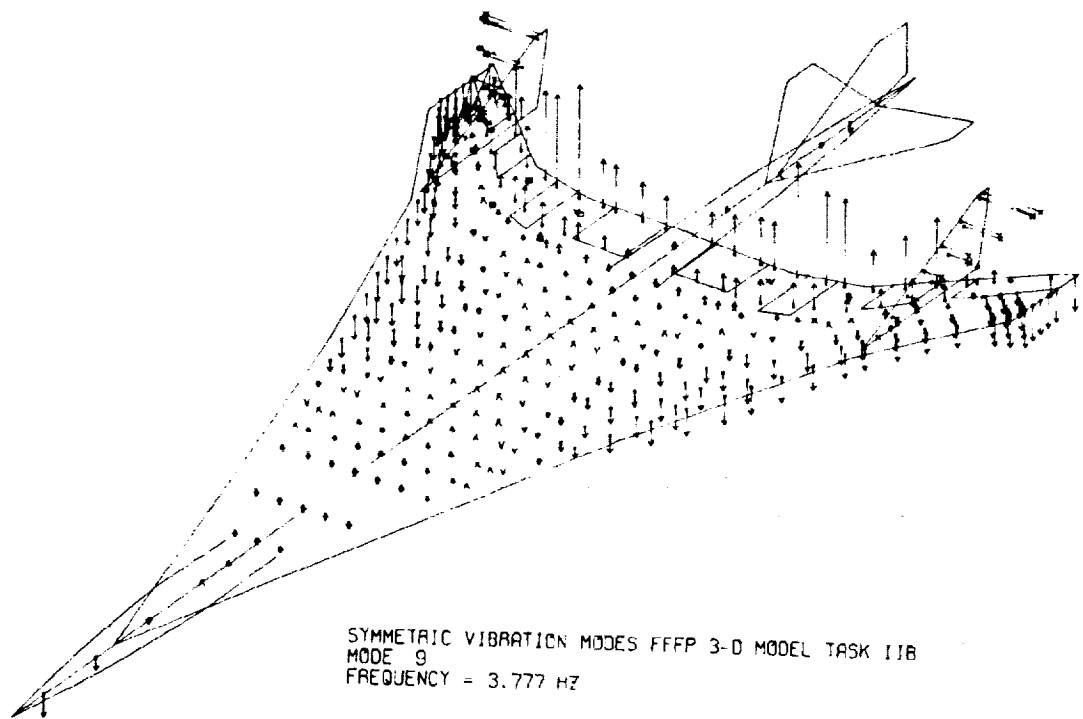 SYMMETRIC VIBRATION MODES FFFP 3-D MODEL TASK IIB
MODE 9
FREQUENCY = 3.777 HZ